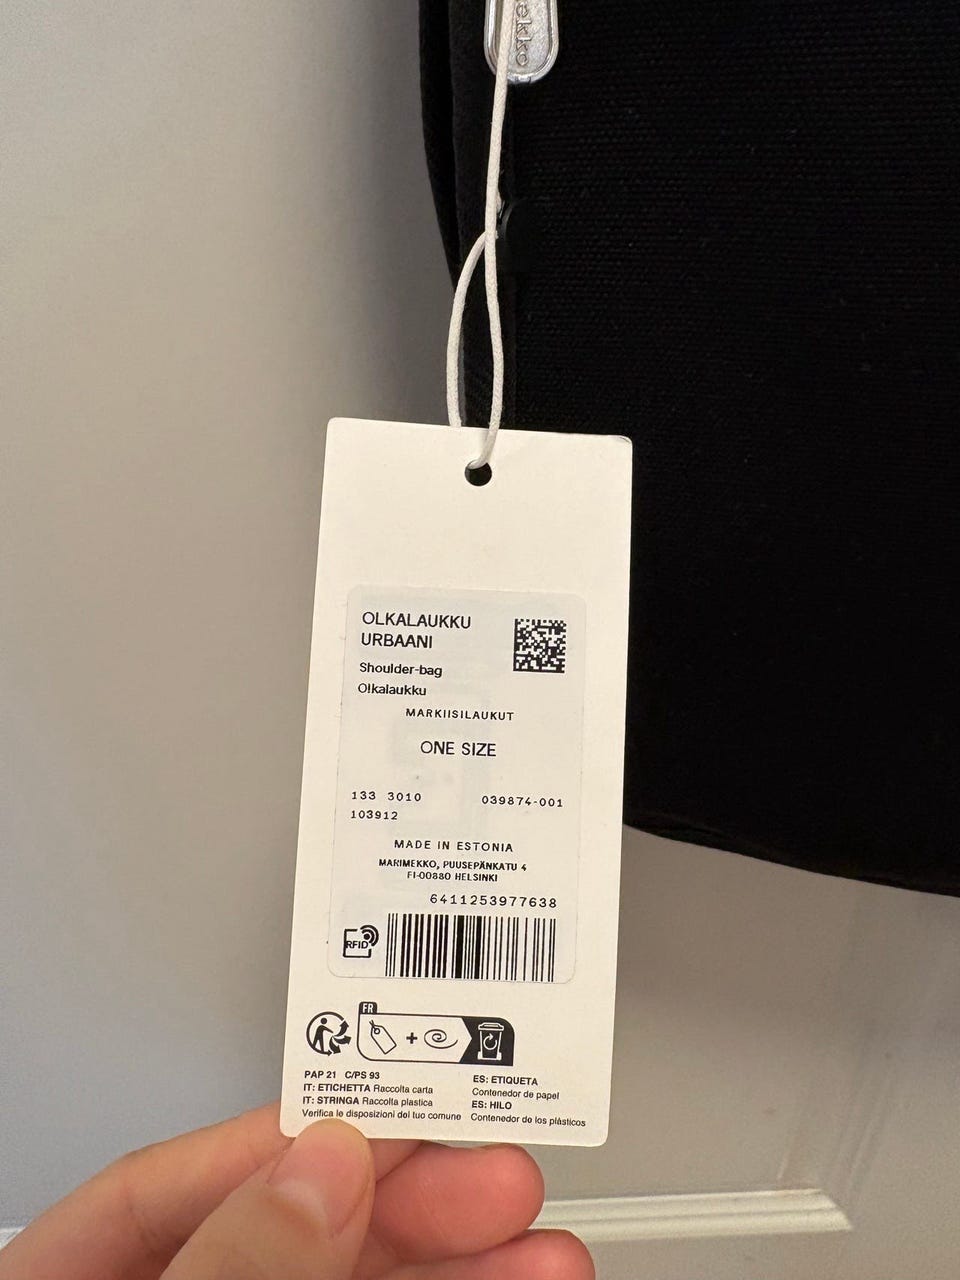 ekko
OLKALAUKKU
URBAANI
Shoulder-bag
Olkalaukku
MARKIISILAUKUT
ONE SIZE
133 3010 039874-001
103912
MADE IN ESTONIA
MARIMEKKO, PUUSEPÄNKATU 4
FI-00880 HELSINKI
6411253977638
RFID
FR
PAP 21 C/PS 93
IT: ETICHETTA Raccolta carta
IT: STRINGA Raccolta plastica
Verifica le disposizioni del tuo comune
ES: ETIQUETA
Contenedor de papel
ES: HILO
Contenedor de los plásticos